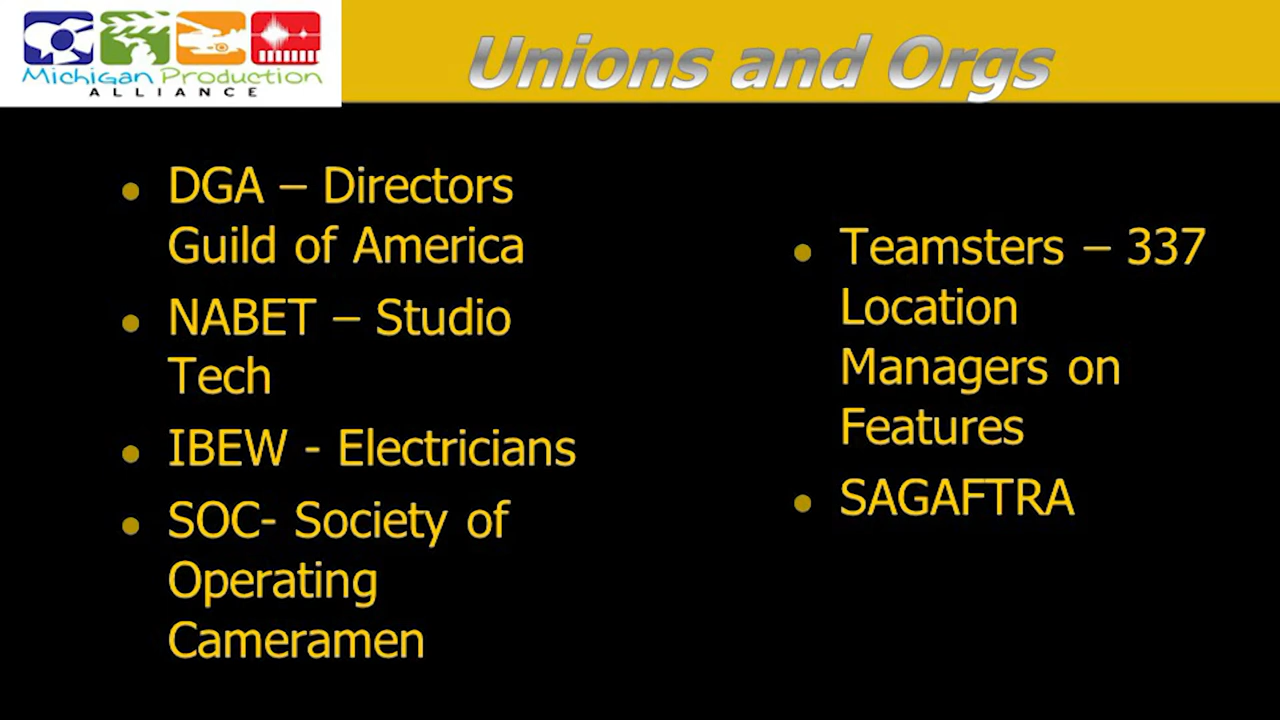 Michigan Production
ALLIANCE
Unions and Orgs
DGA – Directors
Guild of America
NABET – Studio
Tech
IBEW - Electricians
SOC- Society of
Operating
Cameramen
Teamsters – 337
Location
Managers on
Features
SAGAFTRA